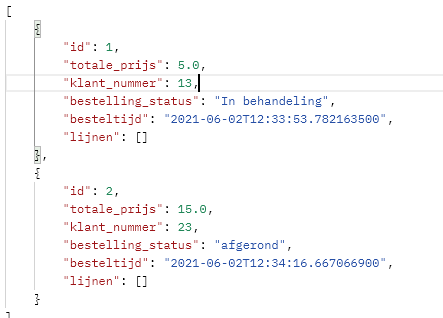 [
{
"id": 1,
"totale_prijs": 5.0,
"klant_nummer": 13,
"bestelling_status": "In behandeling",
"besteltijd": "2021-06-02T12:33:53.782163500",
"lijnen": []
},
{
"id": 2,
"totale_prijs": 15.0,
"klant_nummer": 23,
"bestelling_status": "afgerond",
"besteltijd": "2021-06-02T12:34:16.667066900",
"lijnen": []
}
]